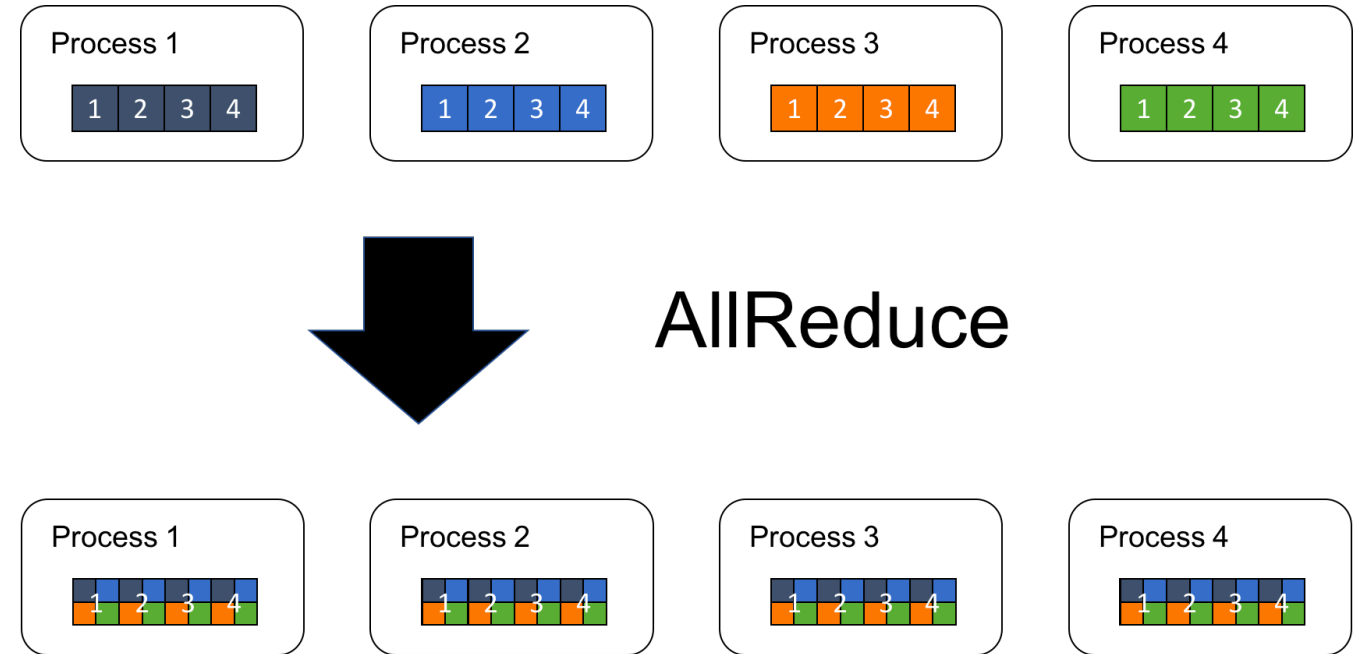 Process 1
Process 2
Process 3
Process 4
1 2 3 4
1 2 3 4
1 2 3 4
1 2 3 4
AllReduce
Process 1
Process 2
Process 3
Process 4
1 2 3 4
1 2 3 4
1 2 3 4
1 2 3 4